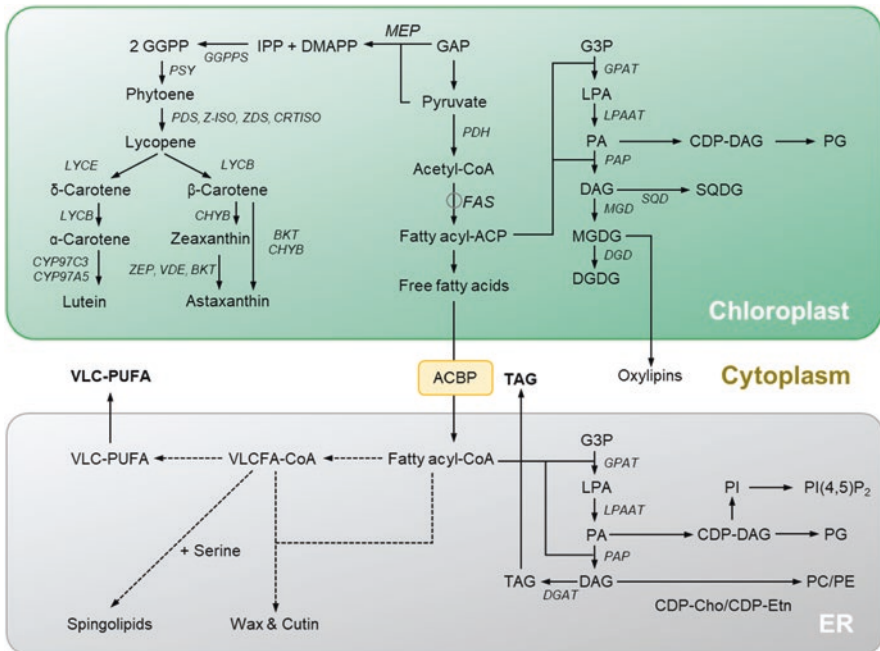 MEP
2 GGPP
IPP + DMAPP
GAP
G3P
GGPPS
PSY
GPAT
Phytoene
Pyruvate
LPA
PDS, Z-ISO, ZDS, CRTISO
LPAAT
Lycopene
PDH
PA
CDP-DAG
PG
LYCE
LYCB
Acetyl-CoA
PAP
δ-Carotene
β-Carotene
DAG
SQD
SQDG
LYCB
CHYB
FAS
MGD
α-Carotene
Zeaxanthin
BKT
CHYB
Fatty acyl-ACP
MGDG
CYP97C3
CYP97A5
ZEP, VDE, BKT
DGD
Lutein
Astaxanthin
Free fatty acids
DGDG
Chloroplast
VLC-PUFA
ACBP
TAG
Oxylipins
Cytoplasm
G3P
VLC-PUFA
VLCFA-CoA
Fatty acyl-CoA
GPAT
LPA
PI
PI(4,5)P₂
LPAAT
+ Serine
PA
CDP-DAG
PG
PAP
TAG
DAG
PC/PE
DGAT
CDP-Cho/CDP-Etn
Spingolipids
Wax & Cutin
ER